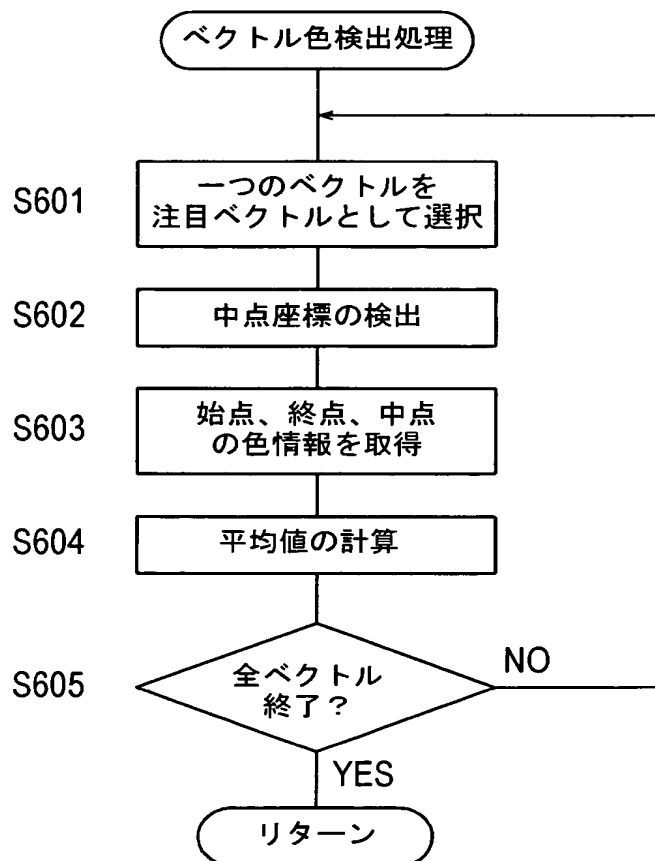 ベクトル色検出処理
S601
一つのベクトルを
注目ベクトルとして選択
S602
中点座標の検出
S603
始点、終点、中点
の色情報を取得
S604
平均値の計算
S605
全ベクトル
終了？
NO
YES
リターン